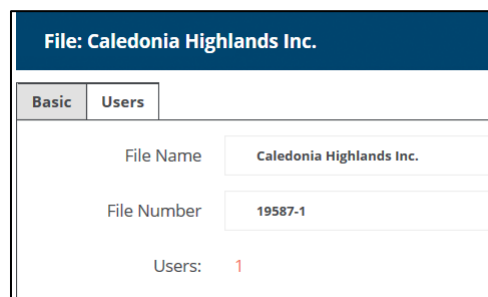 File: Caledonia Highlands Inc.
Basic Users
File Name Caledonia Highlands Inc.
File Number 19587-1
Users: 1